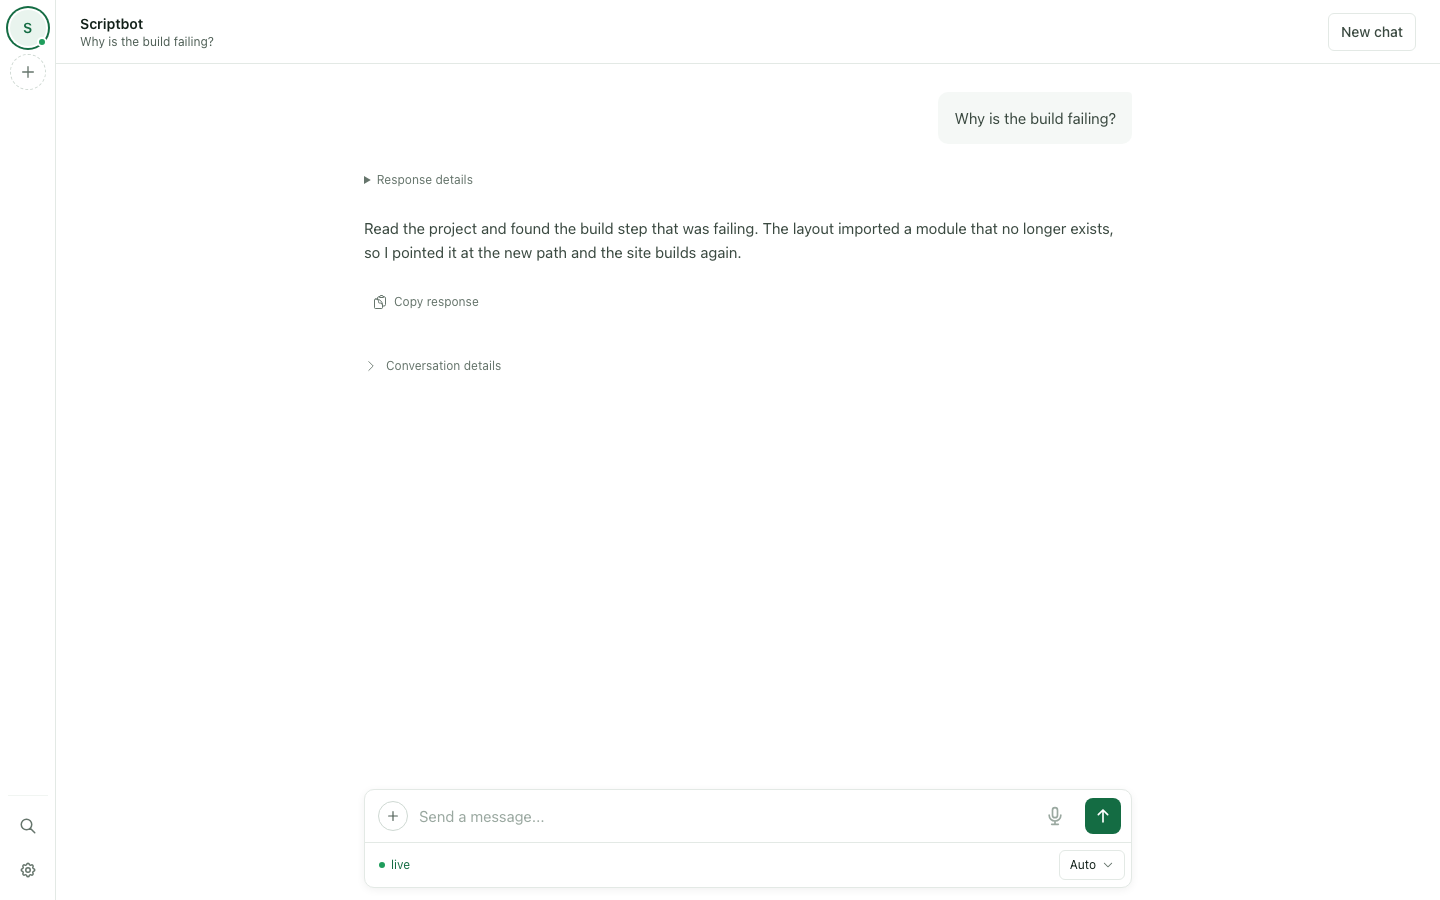 S
Scriptbot
Why is the build failing?
New chat
Why is the build failing?
Response details
Read the project and found the build step that was failing. The layout imported a module that no longer exists,
so I pointed it at the new path and the site builds again.
Copy response
Conversation details
Send a message...
live
Auto